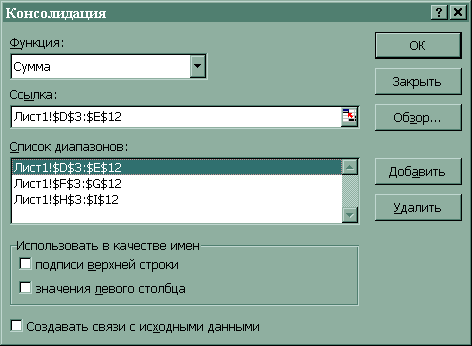 Консолидация
Функция:
Сумма
ОК
Закрыть
Ссылка:
Лист1!$D$3:$E$12
Обзор...
Список диапазонов:
Лист1!$D$3:$E$12
Лист1!$F$3:$G$12
Лист1!$H$3:$I$12
Добавить
Удалить
Использовать в качестве имен
подписи верхней строки
значения левого столбца
Создавать связи с исходными данными